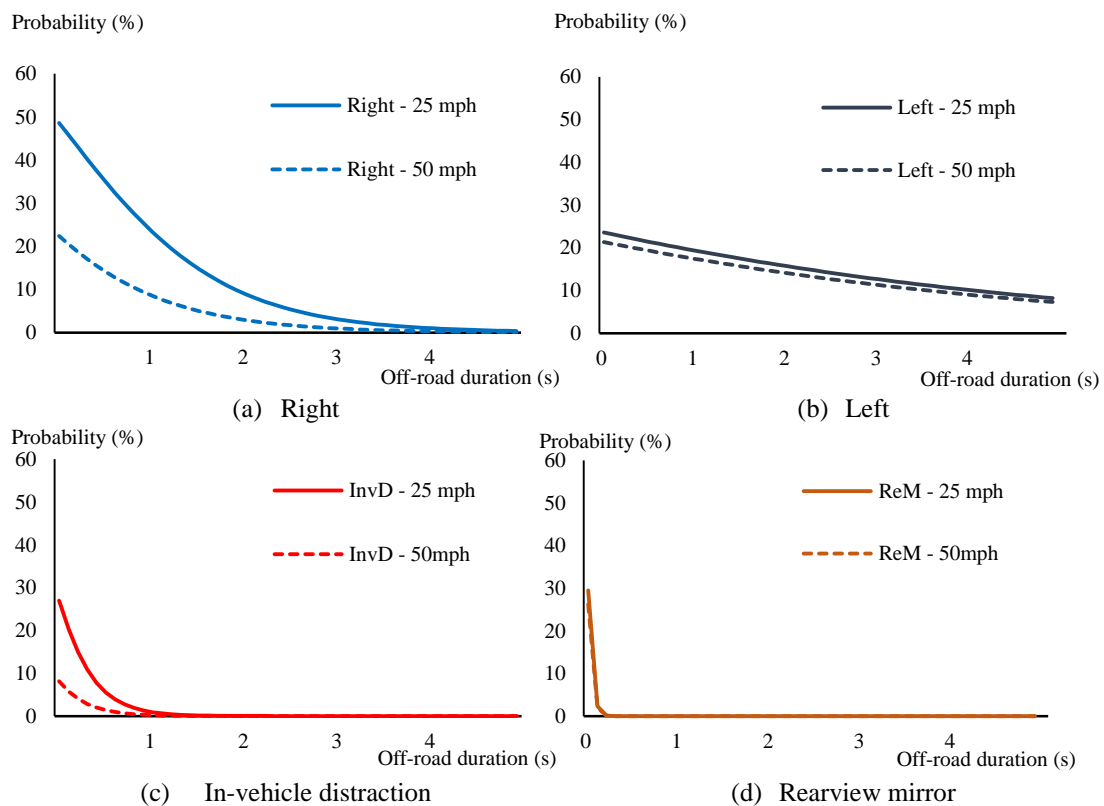 Probability (%)
60
50
40
30
20
10
0
Right - 25 mph
Right - 50 mph
1 2 3 4
Off-road duration (s)
(a) Right
Probability (%)
60
50
40
30
20
10
0
Left - 25 mph
Left - 50 mph
0 1 2 3 4
Off-road duration (s)
(b) Left
Probability (%)
60
50
40
30
20
10
0
InvD - 25 mph
InvD - 50mph
1 2 3 4
Off-road duration (s)
(c) In-vehicle distraction
Probability (%)
60
50
40
30
20
10
0
ReM - 25 mph
ReM - 50mph
0 1 2 3 4
Off-road duration (s)
(d) Rearview mirror